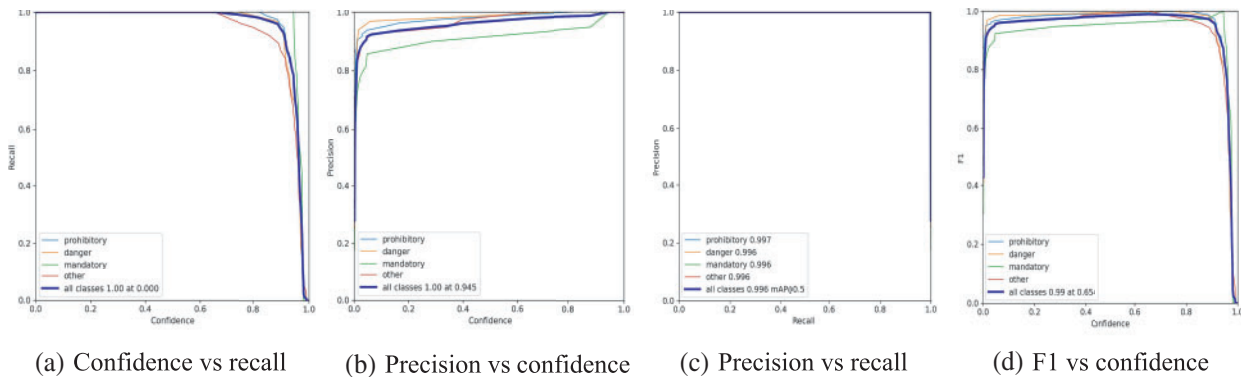 1.0
0.8
0.6
0.4
0.2
0.0
Recall
0.0 0.2 0.4 0.6 0.8 1.0
Confidence
prohibitory
danger
mandatory
other
all classes 1.00 at 0.000
(a) Confidence vs recall
1.0
0.8
0.6
0.4
0.2
0.0
Precision
0.0 0.2 0.4 0.6 0.8 1.0
Confidence
prohibitory
danger
mandatory
other
all classes 1.00 at 0.945
(b) Precision vs confidence
1.0
0.8
0.6
0.4
0.2
0.0
Precision
0.0 0.2 0.4 0.6 0.8 1.0
Recall
prohibitory 0.997
danger 0.996
mandatory 0.996
other 0.996
all classes 0.996 mAP@0.5
(c) Precision vs recall
1.0
0.8
0.6
0.4
0.2
0.0
F1
0.0 0.2 0.4 0.6 0.8 1.0
Confidence
prohibitory
danger
mandatory
other
all classes 0.99 at 0.654
(d) F1 vs confidence